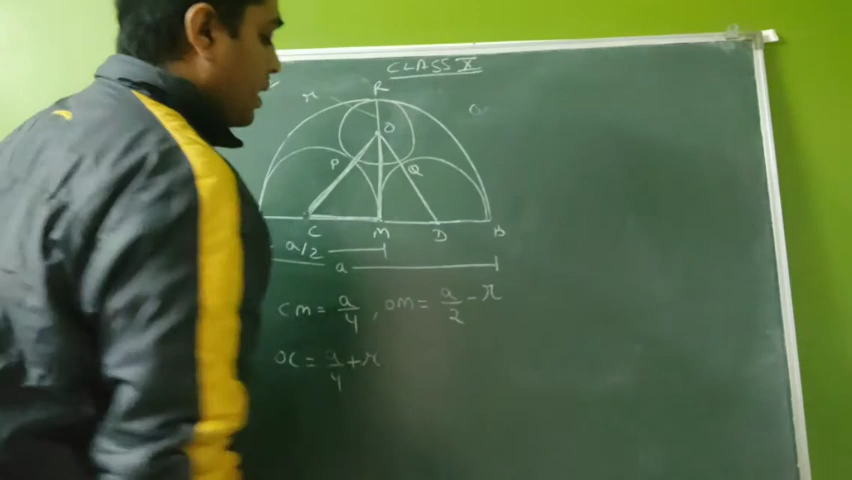 CLASS X
R
r
O
P
Q
C M D B
a/2
a
CM = a/4, OM = a/2 - r
OC = a/4 + r